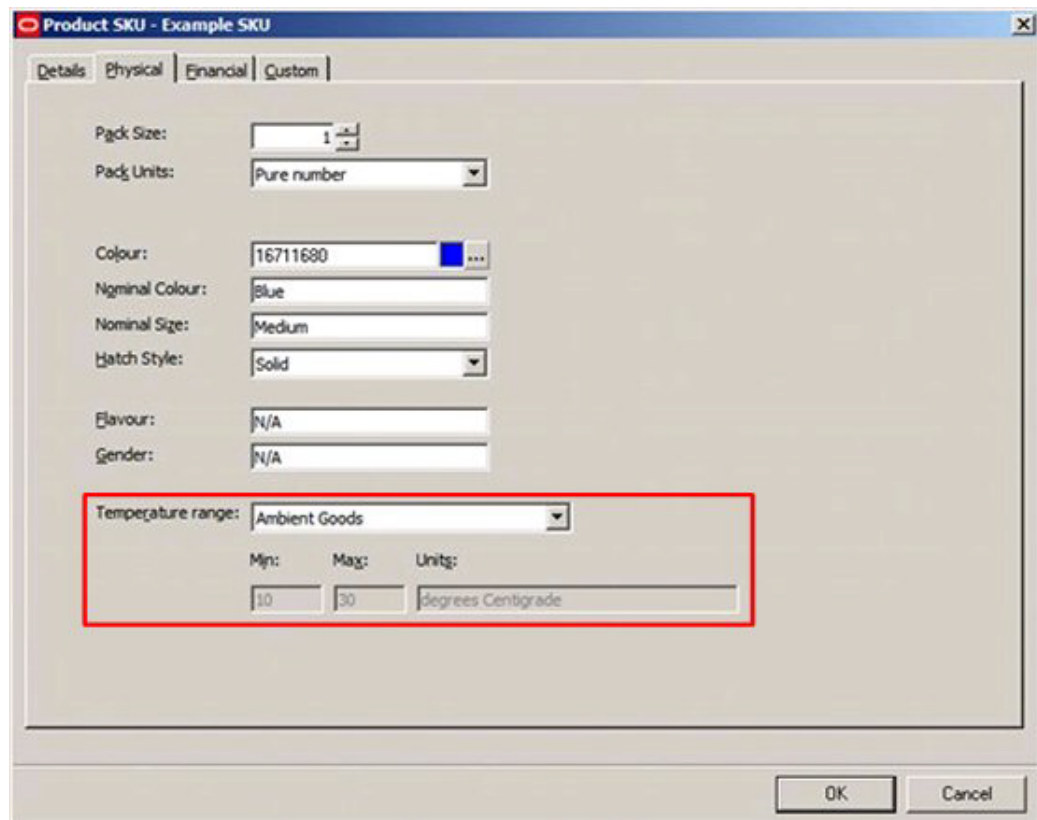 Product SKU - Example SKU
Details Physical Financial Custom
Pack Size: 1
Pack Units: Pure number
Colour: 16711680 ...
Nominal Colour: Blue
Nominal Size: Medium
Hatch Style: Solid
Flavour: N/A
Gender: N/A
Temperature range: Ambient Goods
Min: Max: Units:
10 30 degrees Centigrade
OK Cancel